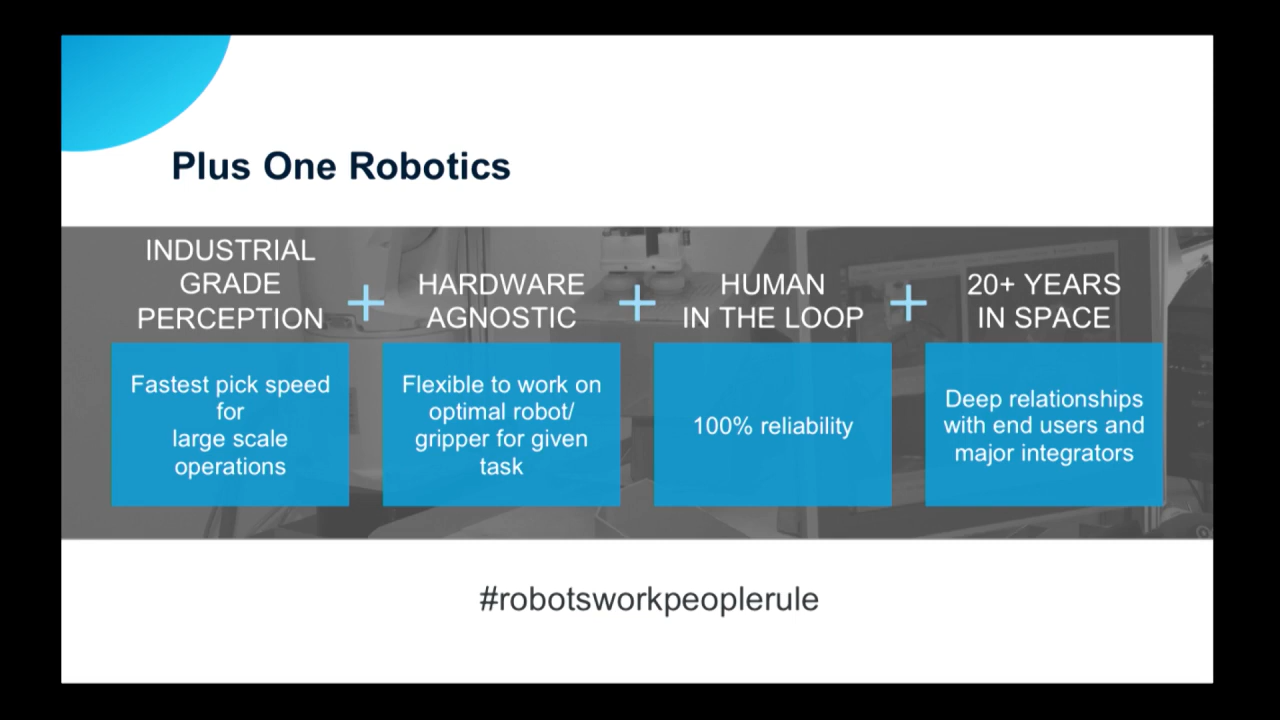 Plus One Robotics
INDUSTRIAL
GRADE
PERCEPTION
+
HARDWARE
AGNOSTIC
+
HUMAN
IN THE LOOP
+
20+ YEARS
IN SPACE
Fastest pick speed
for
large scale
operations
Flexible to work on
optimal robot/
gripper for given
task
100% reliability
Deep relationships
with end users and
major integrators
#robotsworkpeoplerule